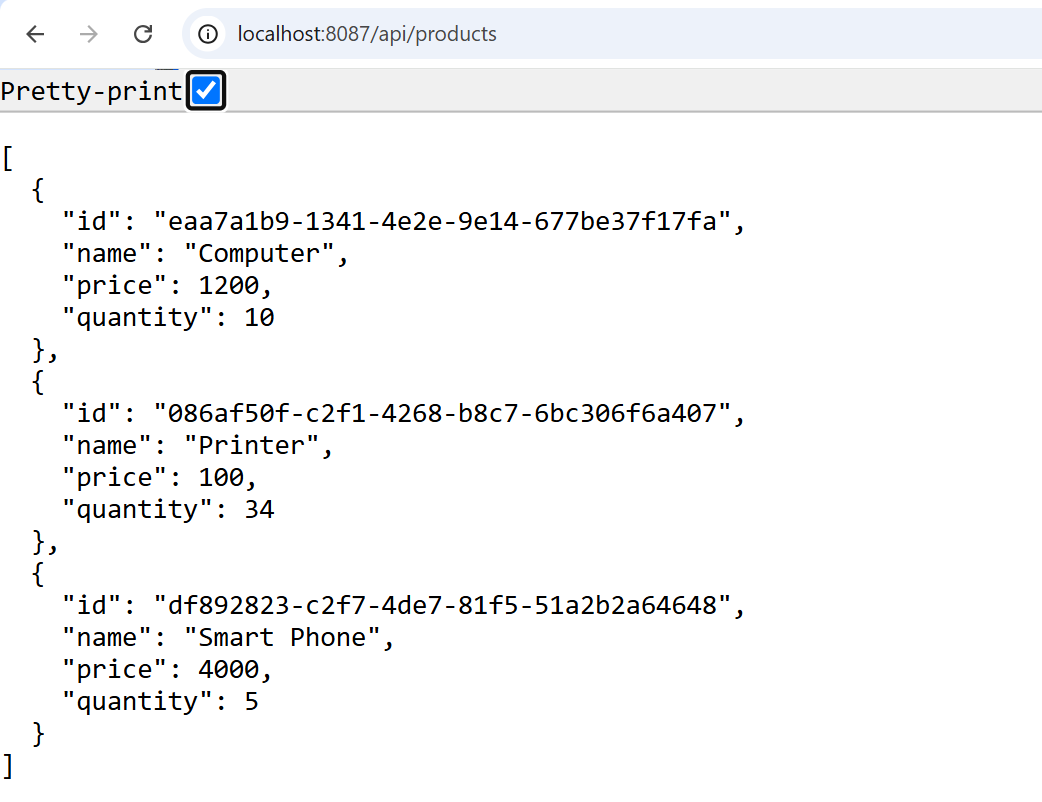 localhost:8087/api/products
Pretty-print
[
  {
    "id": "eaa7a1b9-1341-4e2e-9e14-677be37f17fa",
    "name": "Computer",
    "price": 1200,
    "quantity": 10
  },
  {
    "id": "086af50f-c2f1-4268-b8c7-6bc306f6a407",
    "name": "Printer",
    "price": 100,
    "quantity": 34
  },
  {
    "id": "df892823-c2f7-4de7-81f5-51a2b2a64648",
    "name": "Smart Phone",
    "price": 4000,
    "quantity": 5
  }
]